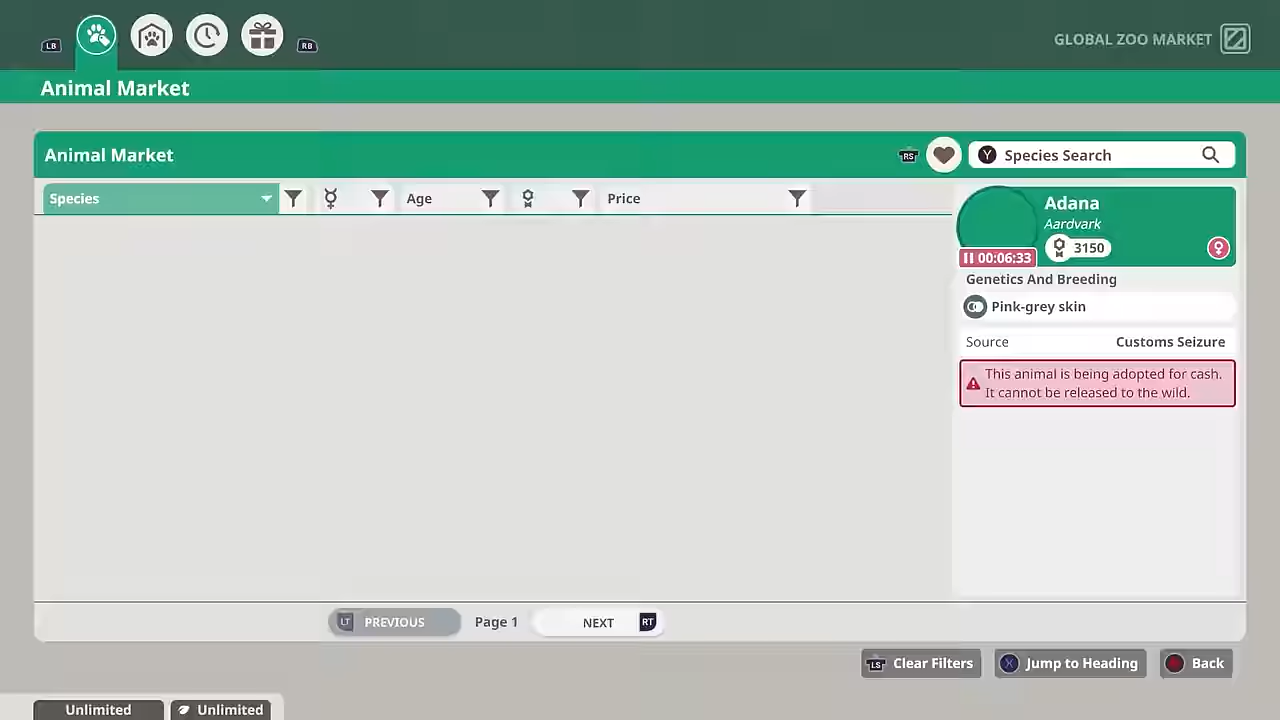 LB
RB
GLOBAL ZOO MARKET
Animal Market
Animal Market
RS
Y Species Search
Species
Age
Price
Adana
Aardvark
3150
00:06:33
Genetics And Breeding
Pink-grey skin
Source Customs Seizure
This animal is being adopted for cash.
It cannot be released to the wild.
LT PREVIOUS Page 1 NEXT RT
LS Clear Filters X Jump to Heading Back
Unlimited Unlimited